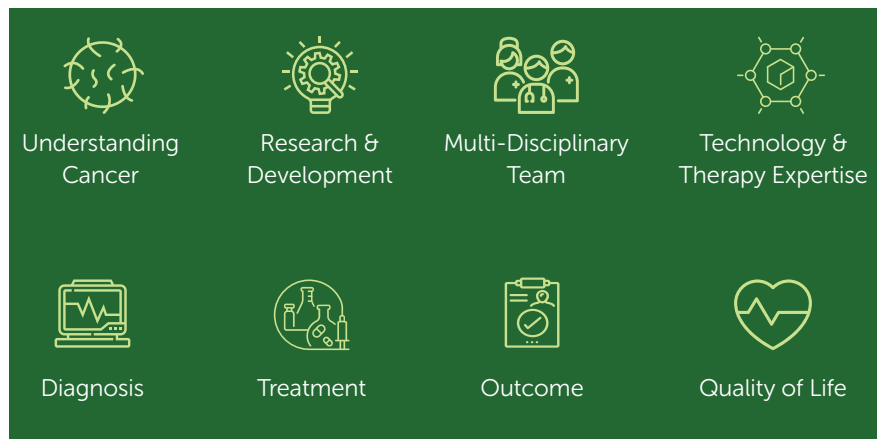 Understanding
Cancer
Research &
Development
Multi-Disciplinary
Team
Technology &
Therapy Expertise
Diagnosis
Treatment
Outcome
Quality of Life